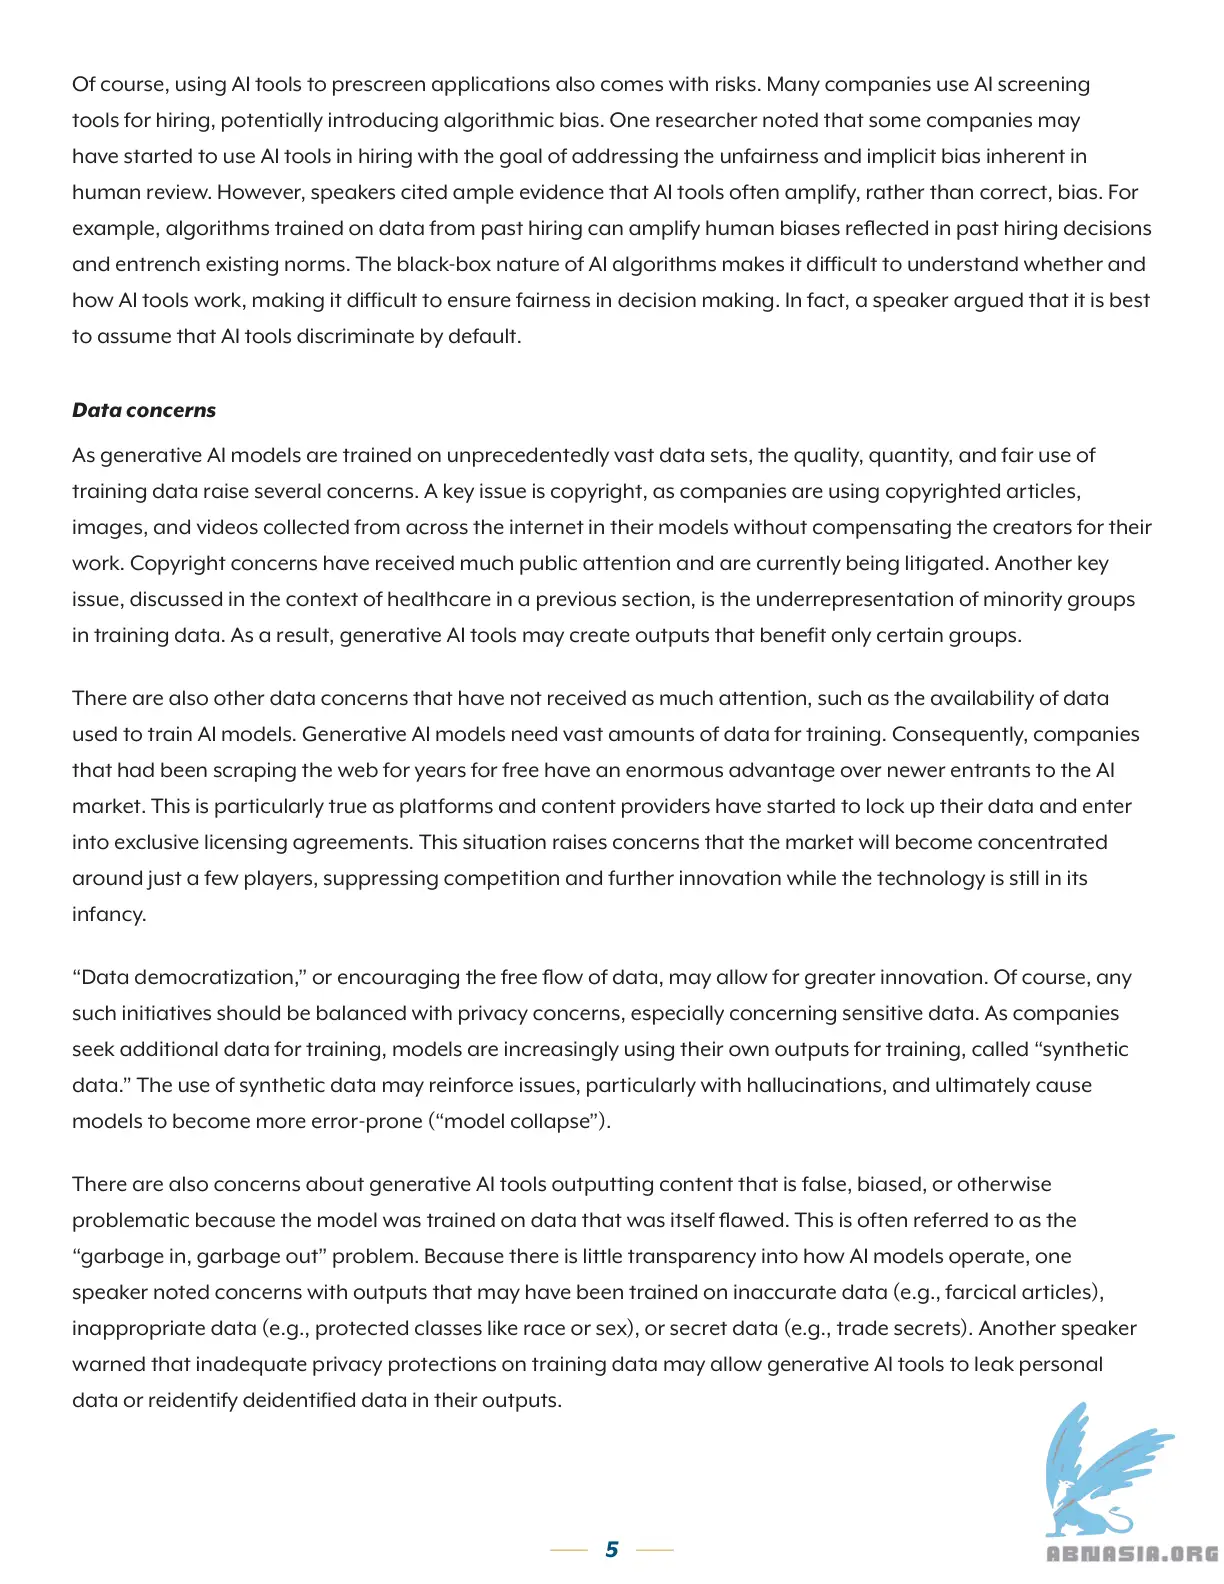 Of course, using AI tools to prescreen applications also comes with risks. Many companies use AI screening
tools for hiring, potentially introducing algorithmic bias. One researcher noted that some companies may
have started to use AI tools in hiring with the goal of addressing the unfairness and implicit bias inherent in
human review. However, speakers cited ample evidence that AI tools often amplify, rather than correct, bias. For
example, algorithms trained on data from past hiring can amplify human biases reflected in past hiring decisions
and entrench existing norms. The black-box nature of AI algorithms makes it difficult to understand whether and
how AI tools work, making it difficult to ensure fairness in decision making. In fact, a speaker argued that it is best
to assume that AI tools discriminate by default.
Data concerns
As generative AI models are trained on unprecedentedly vast data sets, the quality, quantity, and fair use of
training data raise several concerns. A key issue is copyright, as companies are using copyrighted articles,
images, and videos collected from across the internet in their models without compensating the creators for their
work. Copyright concerns have received much public attention and are currently being litigated. Another key
issue, discussed in the context of healthcare in a previous section, is the underrepresentation of minority groups
in training data. As a result, generative AI tools may create outputs that benefit only certain groups.
There are also other data concerns that have not received as much attention, such as the availability of data
used to train AI models. Generative AI models need vast amounts of data for training. Consequently, companies
that had been scraping the web for years for free have an enormous advantage over newer entrants to the AI
market. This is particularly true as platforms and content providers have started to lock up their data and enter
into exclusive licensing agreements. This situation raises concerns that the market will become concentrated
around just a few players, suppressing competition and further innovation while the technology is still in its
infancy.
“Data democratization,” or encouraging the free flow of data, may allow for greater innovation. Of course, any
such initiatives should be balanced with privacy concerns, especially concerning sensitive data. As companies
seek additional data for training, models are increasingly using their own outputs for training, called “synthetic
data.” The use of synthetic data may reinforce issues, particularly with hallucinations, and ultimately cause
models to become more error-prone (“model collapse”).
There are also concerns about generative AI tools outputting content that is false, biased, or otherwise
problematic because the model was trained on data that was itself flawed. This is often referred to as the
“garbage in, garbage out” problem. Because there is little transparency into how AI models operate, one
speaker noted concerns with outputs that may have been trained on inaccurate data (e.g., farcical articles),
inappropriate data (e.g., protected classes like race or sex), or secret data (e.g., trade secrets). Another speaker
warned that inadequate privacy protections on training data may allow generative AI tools to leak personal
data or reidentify deidentified data in their outputs.
5
ABNASIA.ORG